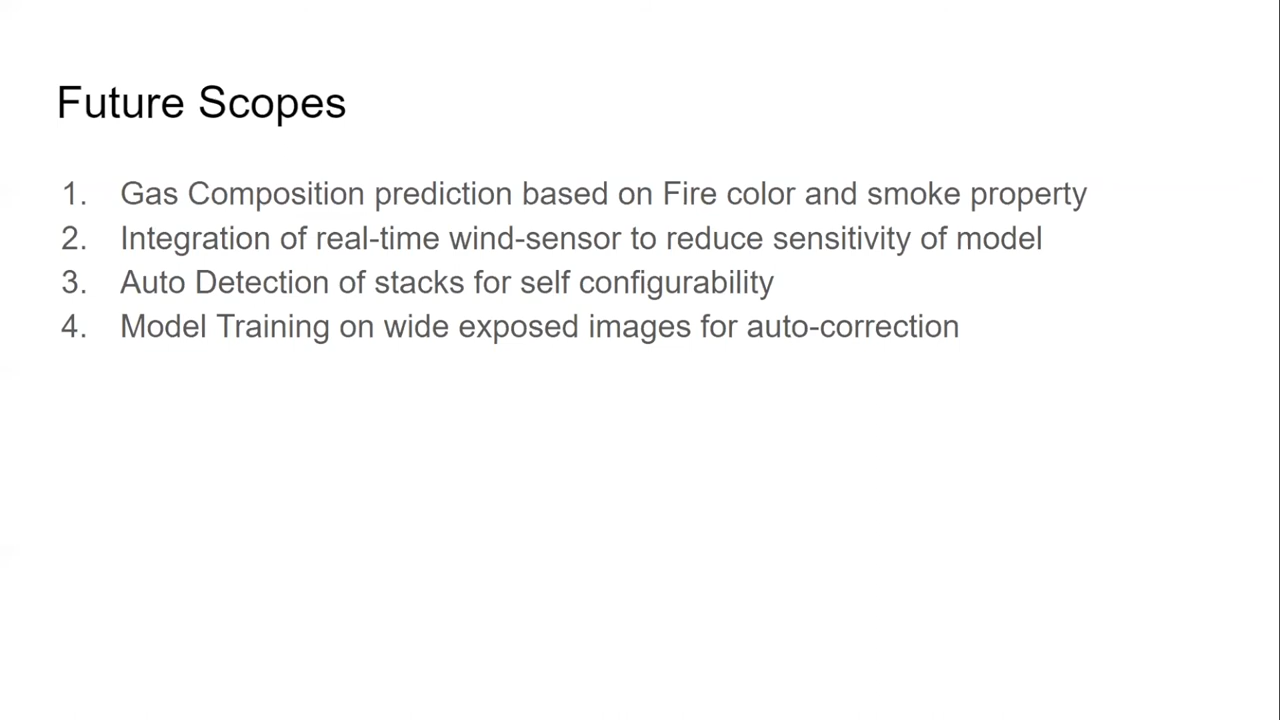 Future Scopes
1. Gas Composition prediction based on Fire color and smoke property
2. Integration of real-time wind-sensor to reduce sensitivity of model
3. Auto Detection of stacks for self configurability
4. Model Training on wide exposed images for auto-correction